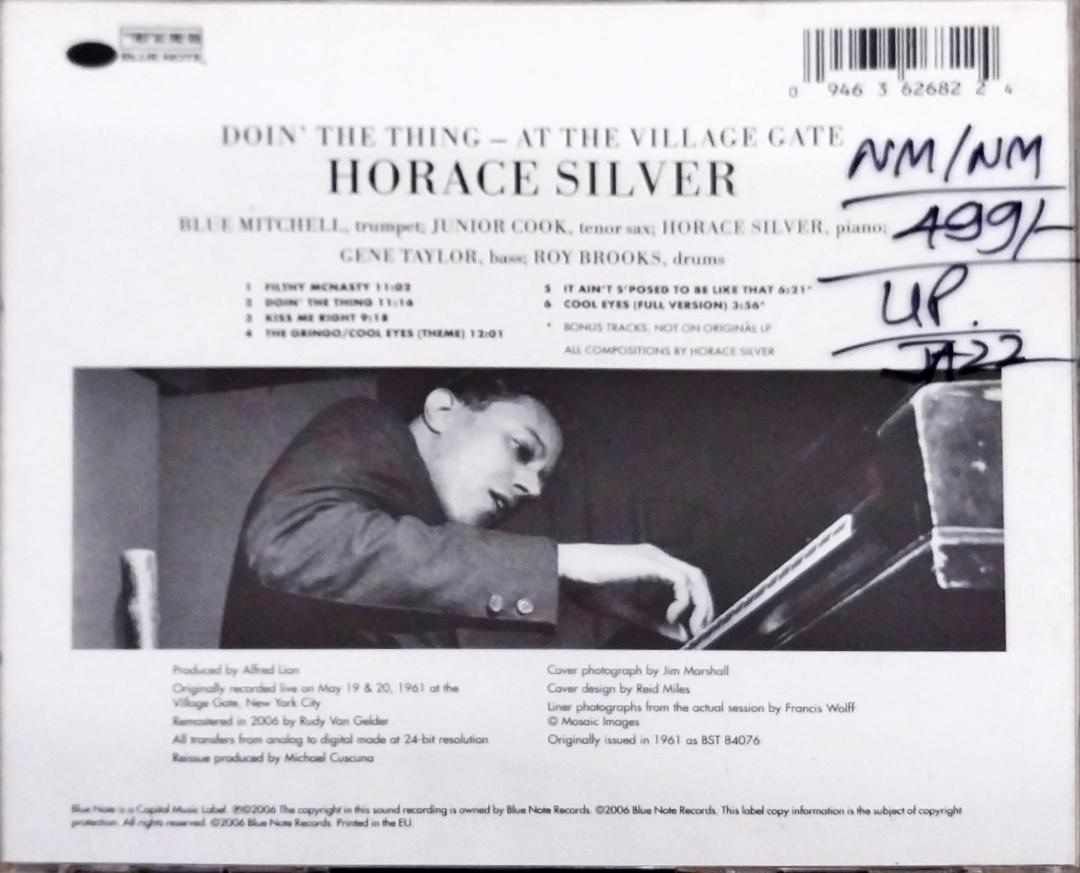 BLUE NOTE
0 946 3 62682 2 4
DOIN' THE THING – AT THE VILLAGE GATE
HORACE SILVER
NM/NM
499/-
UP.
JAZZ
BLUE MITCHELL, trumpet; JUNIOR COOK, tenor sax; HORACE SILVER, piano;
GENE TAYLOR, bass; ROY BROOKS, drums
1 FILTHY MCNASTY 11:02
2 DOIN' THE THING 11:16
3 KISS ME RIGHT 9:18
4 THE GRINGO/COOL EYES (THEME) 12:01
5 IT AIN'T S'POSED TO BE LIKE THAT 6:21*
6 COOL EYES (FULL VERSION) 3:56*
* BONUS TRACKS, NOT ON ORIGINAL LP
ALL COMPOSITIONS BY HORACE SILVER
Produced by Alfred Lion
Originally recorded live on May 19 & 20, 1961 at the
Village Gate, New York City
Remastered in 2006 by Rudy Van Gelder
All transfers from analog to digital made at 24-bit resolution
Reissue produced by Michael Cuscuna
Cover photograph by Jim Marshall
Cover design by Reid Miles
Liner photographs from the actual session by Francis Wolff
© Mosaic Images
Originally issued in 1961 as BST 84076
Blue Note is a Capitol Music Label. ℗©2006 The copyright in this sound recording is owned by Blue Note Records. ©2006 Blue Note Records. This label copy information is the subject of copyright
protection. All rights reserved. ©2006 Blue Note Records. Printed in the EU.